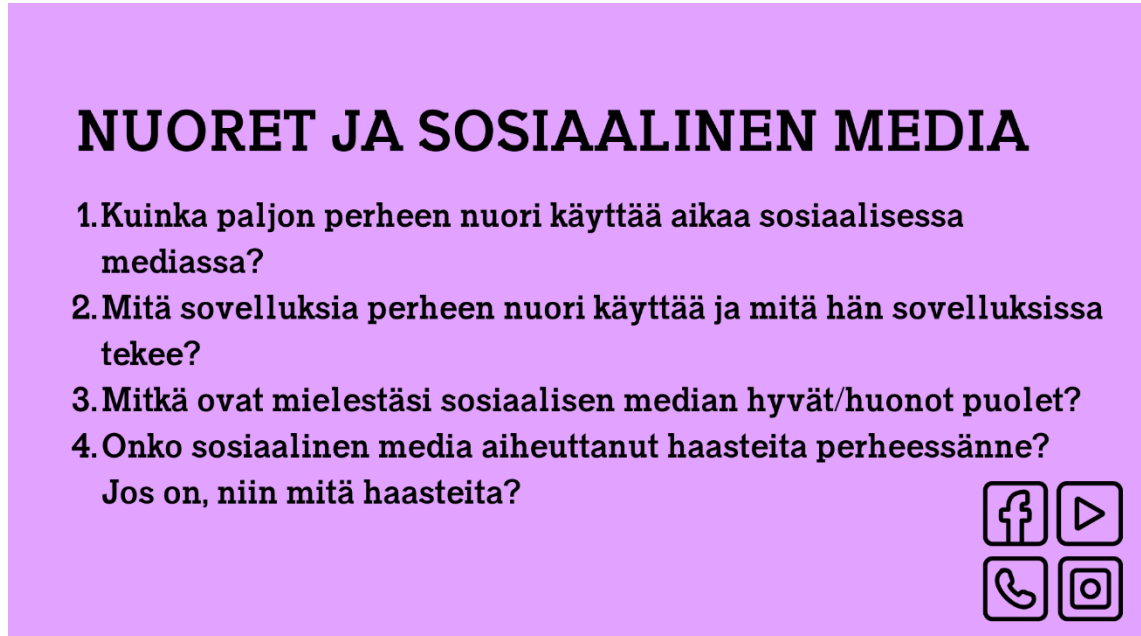 NUORET JA SOSIAALINEN MEDIA
1.Kuinka paljon perheen nuori käyttää aikaa sosiaalisessa
mediassa?
2.Mitä sovelluksia perheen nuori käyttää ja mitä hän sovelluksissa
tekee?
3.Mitkä ovat mielestäsi sosiaalisen median hyvät/huonot puolet?
4.Onko sosiaalinen media aiheuttanut haasteita perheessänne?
Jos on, niin mitä haasteita?